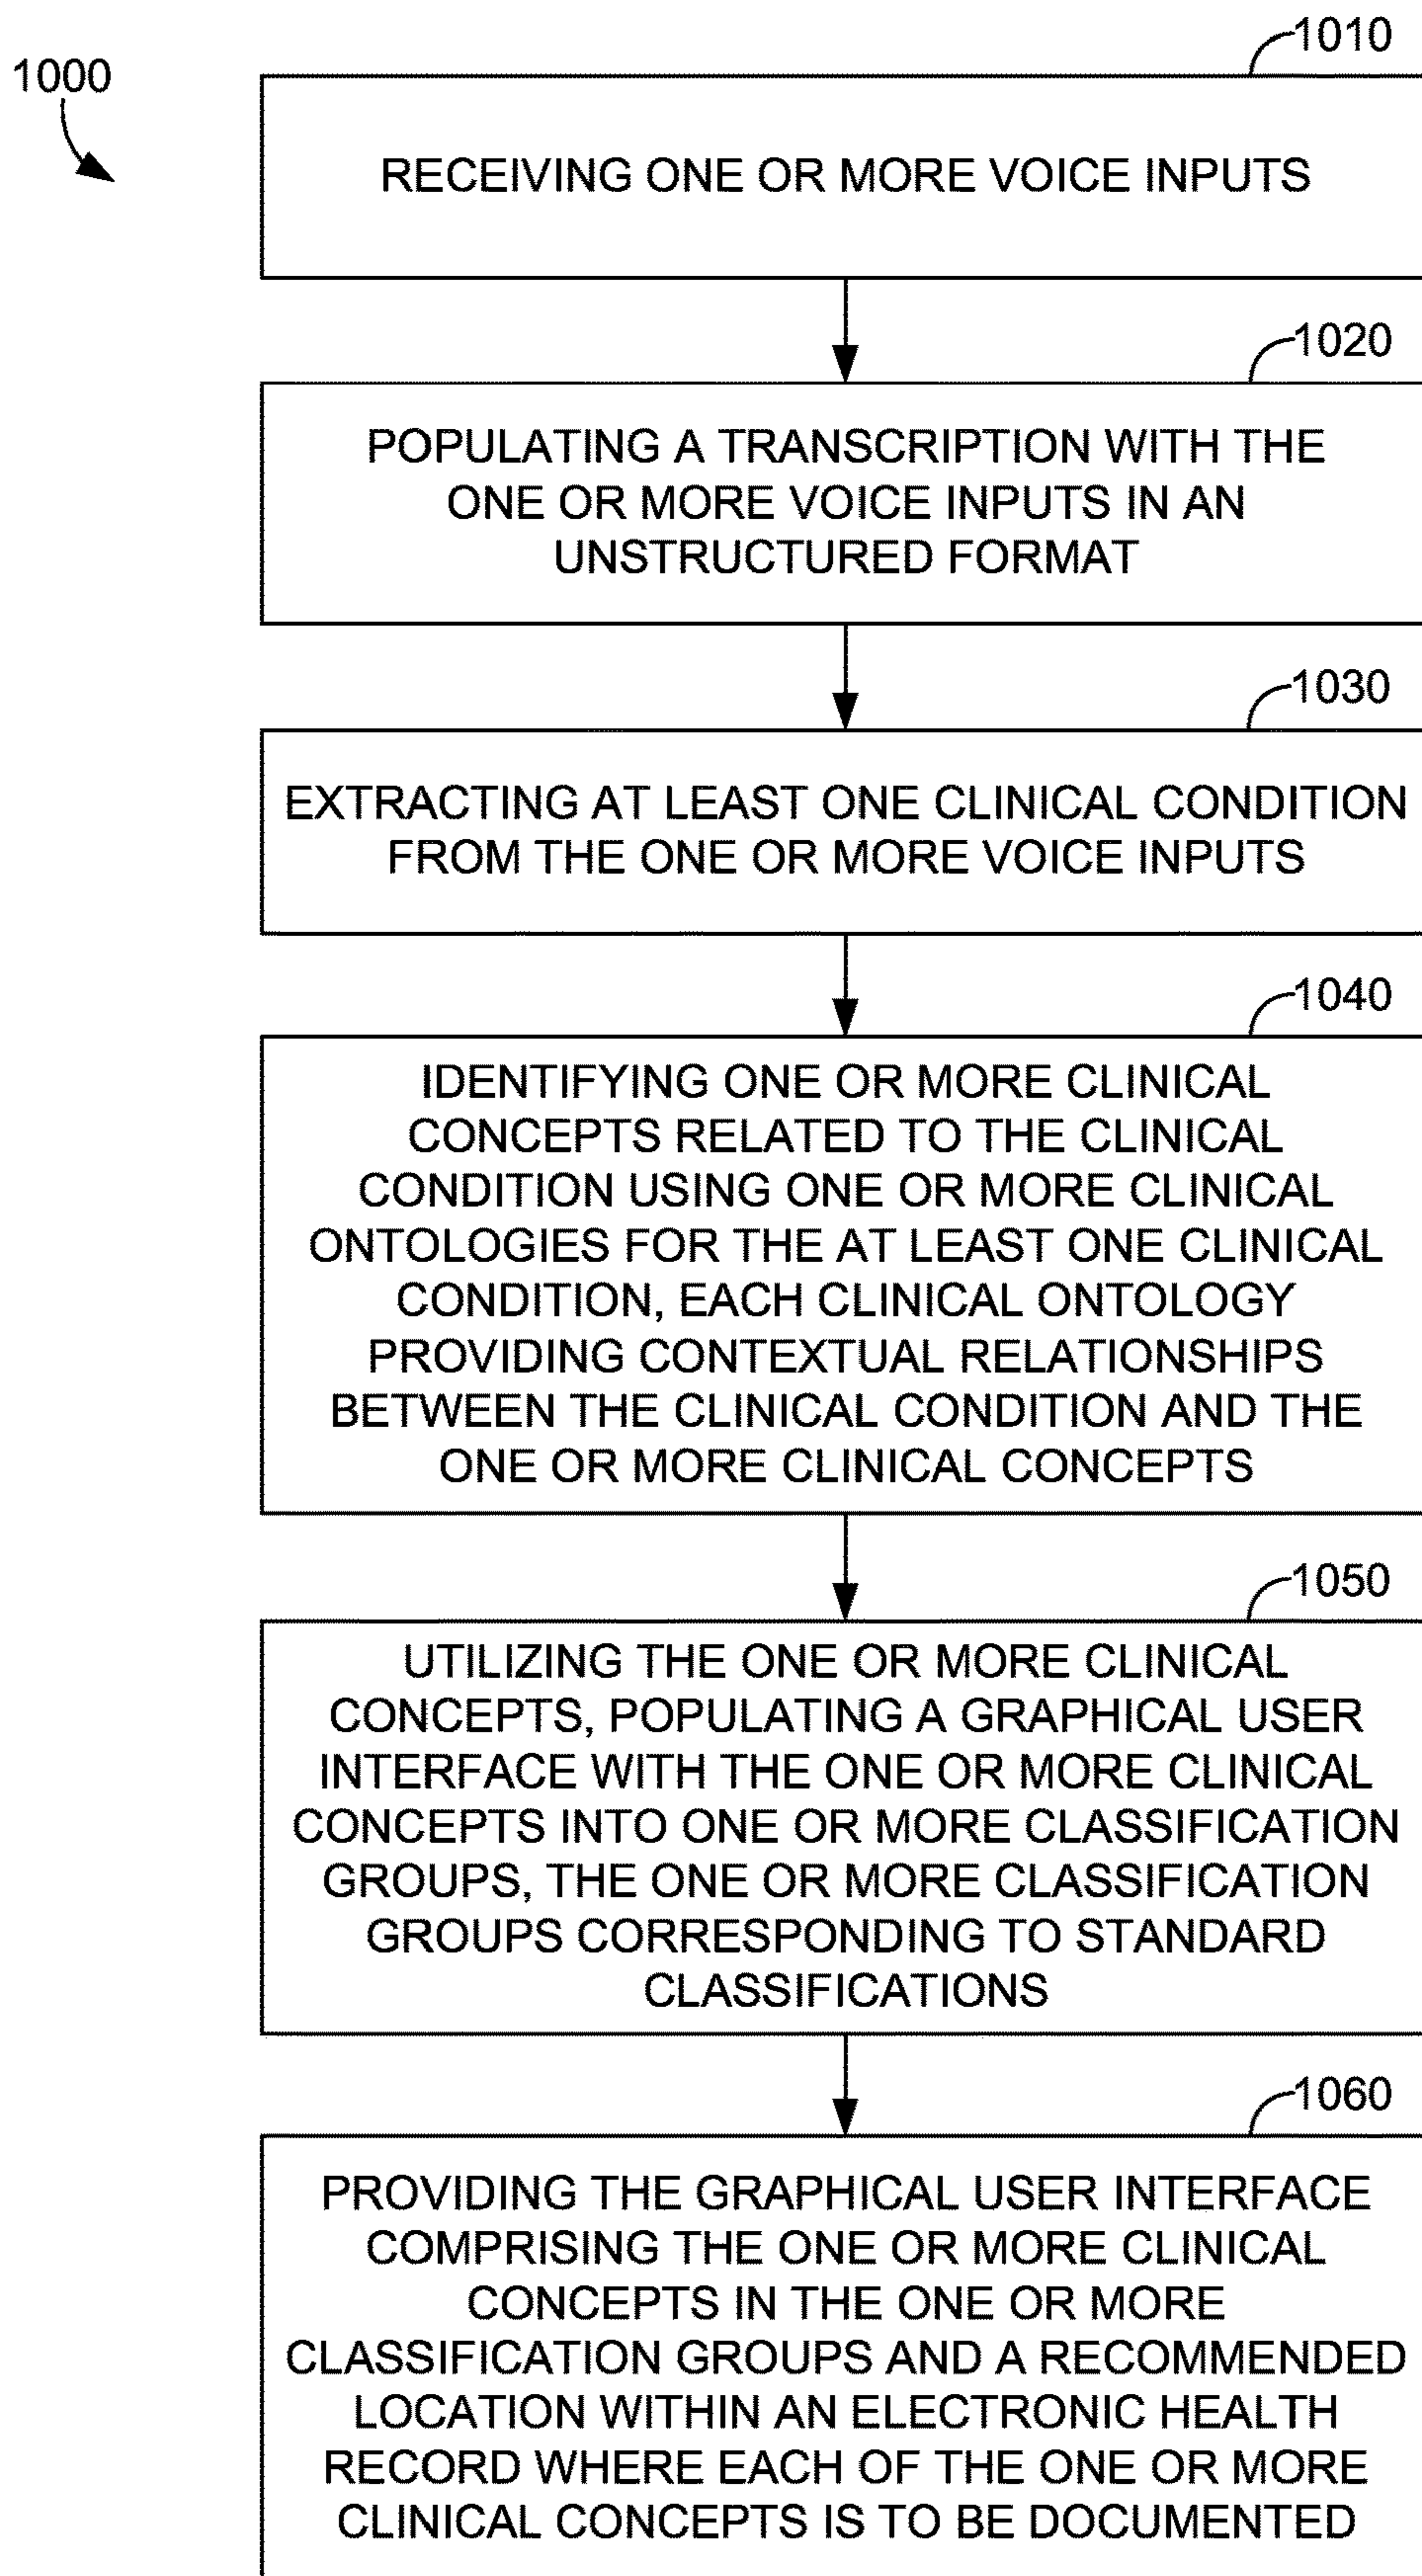 1000
1010
RECEIVING ONE OR MORE VOICE INPUTS
1020
POPULATING A TRANSCRIPTION WITH THE
ONE OR MORE VOICE INPUTS IN AN
UNSTRUCTURED FORMAT
1030
EXTRACTING AT LEAST ONE CLINICAL CONDITION
FROM THE ONE OR MORE VOICE INPUTS
1040
IDENTIFYING ONE OR MORE CLINICAL
CONCEPTS RELATED TO THE CLINICAL
CONDITION USING ONE OR MORE CLINICAL
ONTOLOGIES FOR THE AT LEAST ONE CLINICAL
CONDITION, EACH CLINICAL ONTOLOGY
PROVIDING CONTEXTUAL RELATIONSHIPS
BETWEEN THE CLINICAL CONDITION AND THE
ONE OR MORE CLINICAL CONCEPTS
1050
UTILIZING THE ONE OR MORE CLINICAL
CONCEPTS, POPULATING A GRAPHICAL USER
INTERFACE WITH THE ONE OR MORE CLINICAL
CONCEPTS INTO ONE OR MORE CLASSIFICATION
GROUPS, THE ONE OR MORE CLASSIFICATION
GROUPS CORRESPONDING TO STANDARD
CLASSIFICATIONS
1060
PROVIDING THE GRAPHICAL USER INTERFACE
COMPRISING THE ONE OR MORE CLINICAL
CONCEPTS IN THE ONE OR MORE
CLASSIFICATION GROUPS AND A RECOMMENDED
LOCATION WITHIN AN ELECTRONIC HEALTH
RECORD WHERE EACH OF THE ONE OR MORE
CLINICAL CONCEPTS IS TO BE DOCUMENTED